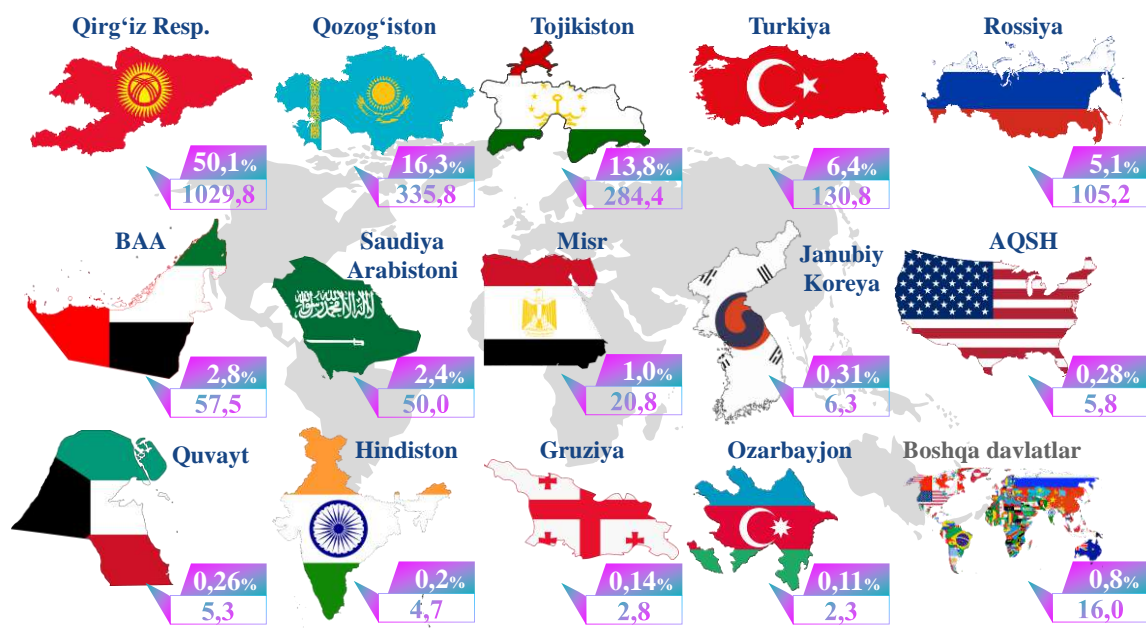 Qirg‘iz Resp.
Qozog‘iston
Tojikiston
Turkiya
Rossiya
50,1%
1029,8
16,3%
335,8
13,8%
284,4
6,4%
130,8
5,1%
105,2
BAA
Saudiya
Arabistoni
Misr
Janubiy
Koreya
AQSH
2,8%
57,5
2,4%
50,0
1,0%
20,8
0,31%
6,3
0,28%
5,8
Quvayt
Hindiston
Gruziya
Ozarbayjon
Boshqa davlatlar
0,26%
5,3
0,2%
4,7
0,14%
2,8
0,11%
2,3
0,8%
16,0